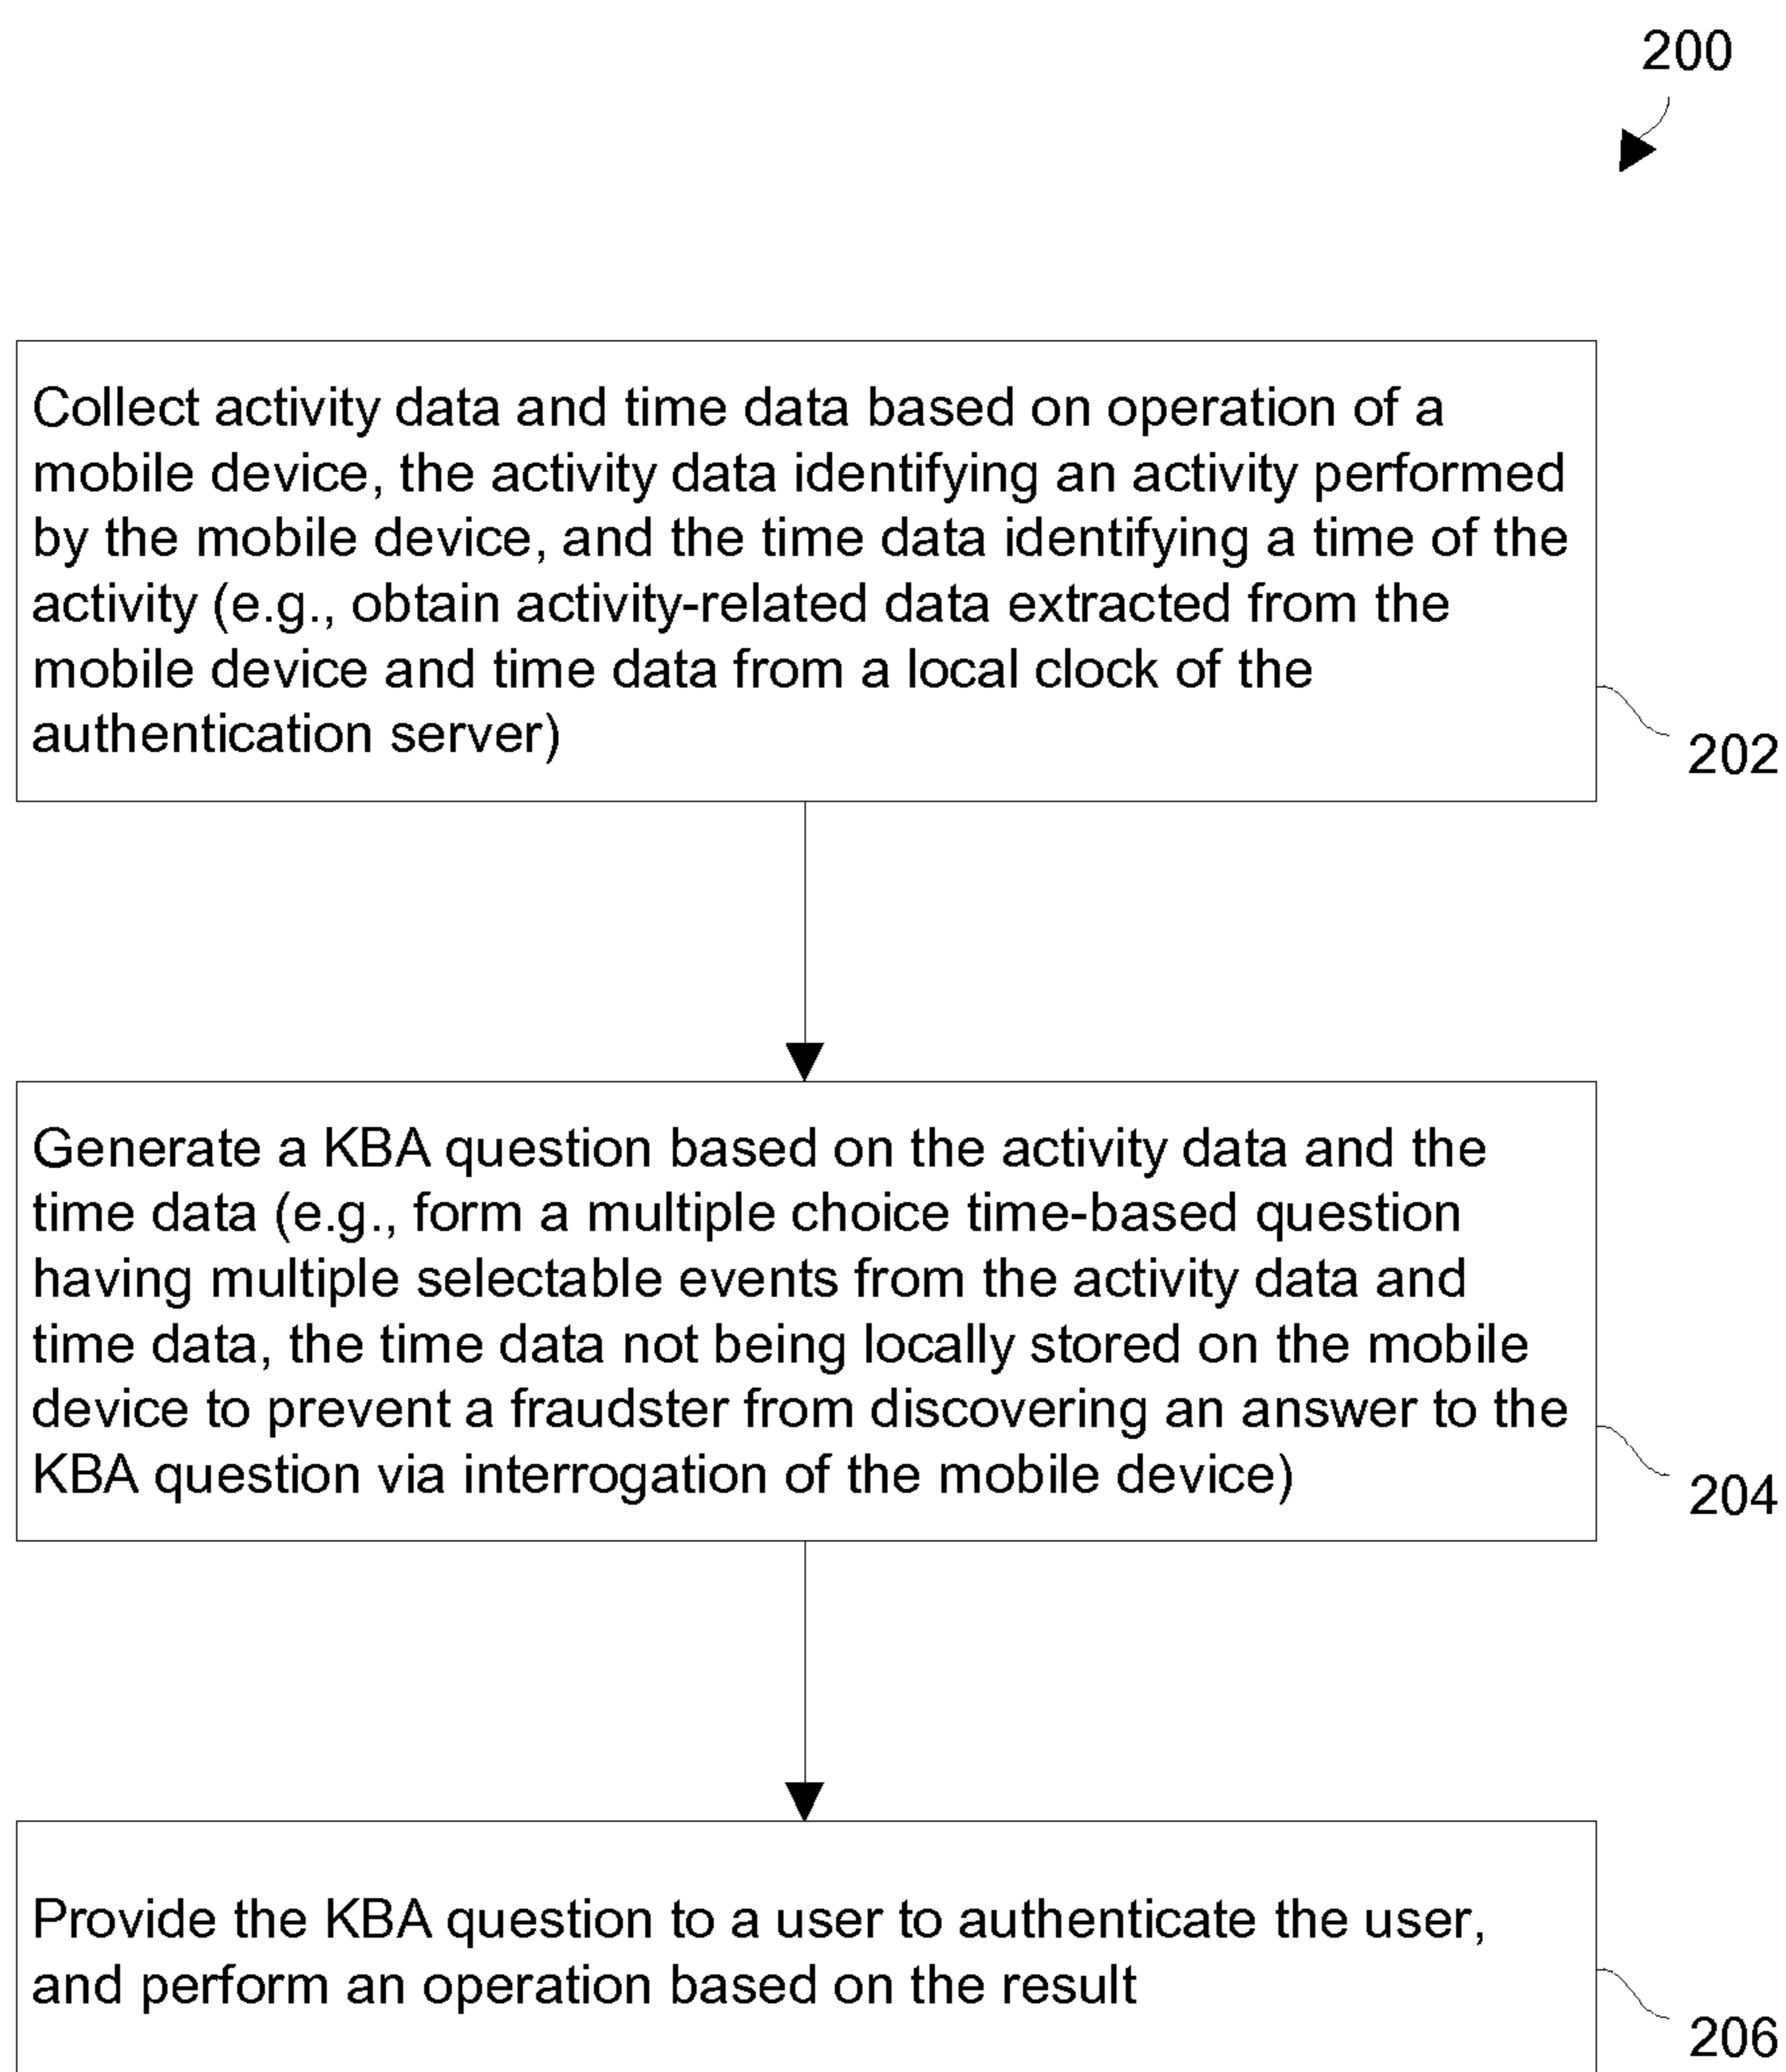 200
Collect activity data and time data based on operation of a
mobile device, the activity data identifying an activity performed
by the mobile device, and the time data identifying a time of the
activity (e.g., obtain activity-related data extracted from the
mobile device and time data from a local clock of the
authentication server)
202
Generate a KBA question based on the activity data and the
time data (e.g., form a multiple choice time-based question
having multiple selectable events from the activity data and
time data, the time data not being locally stored on the mobile
device to prevent a fraudster from discovering an answer to the
KBA question via interrogation of the mobile device)
204
Provide the KBA question to a user to authenticate the user,
and perform an operation based on the result
206